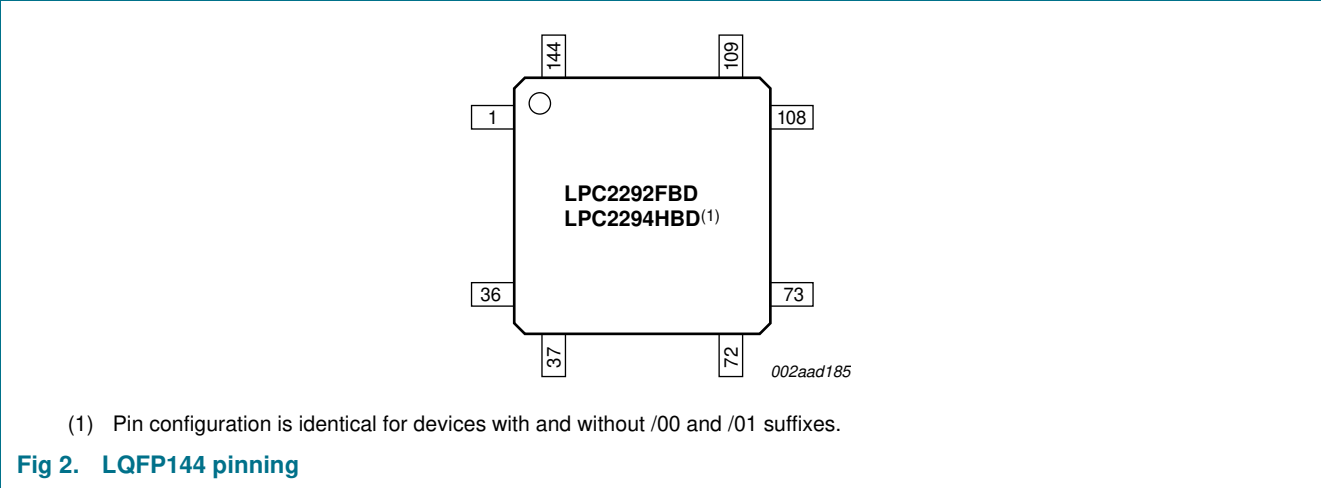 144
109
1
108
LPC2292FBD
LPC2294HBD(1)
36
73
37
72
002aad185
(1) Pin configuration is identical for devices with and without /00 and /01 suffixes.
Fig 2. LQFP144 pinning